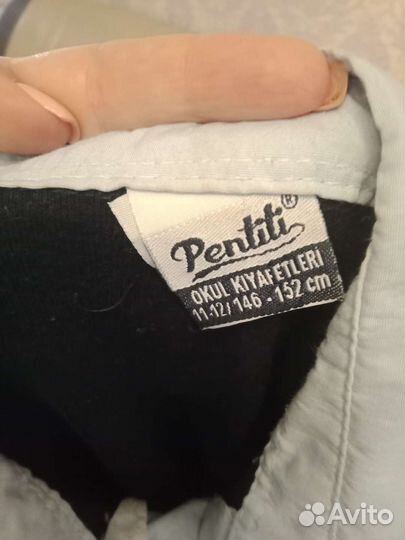 Pentiti®
OKUL KIYAFETLERİ
11-12/146 - 152 cm
Avito